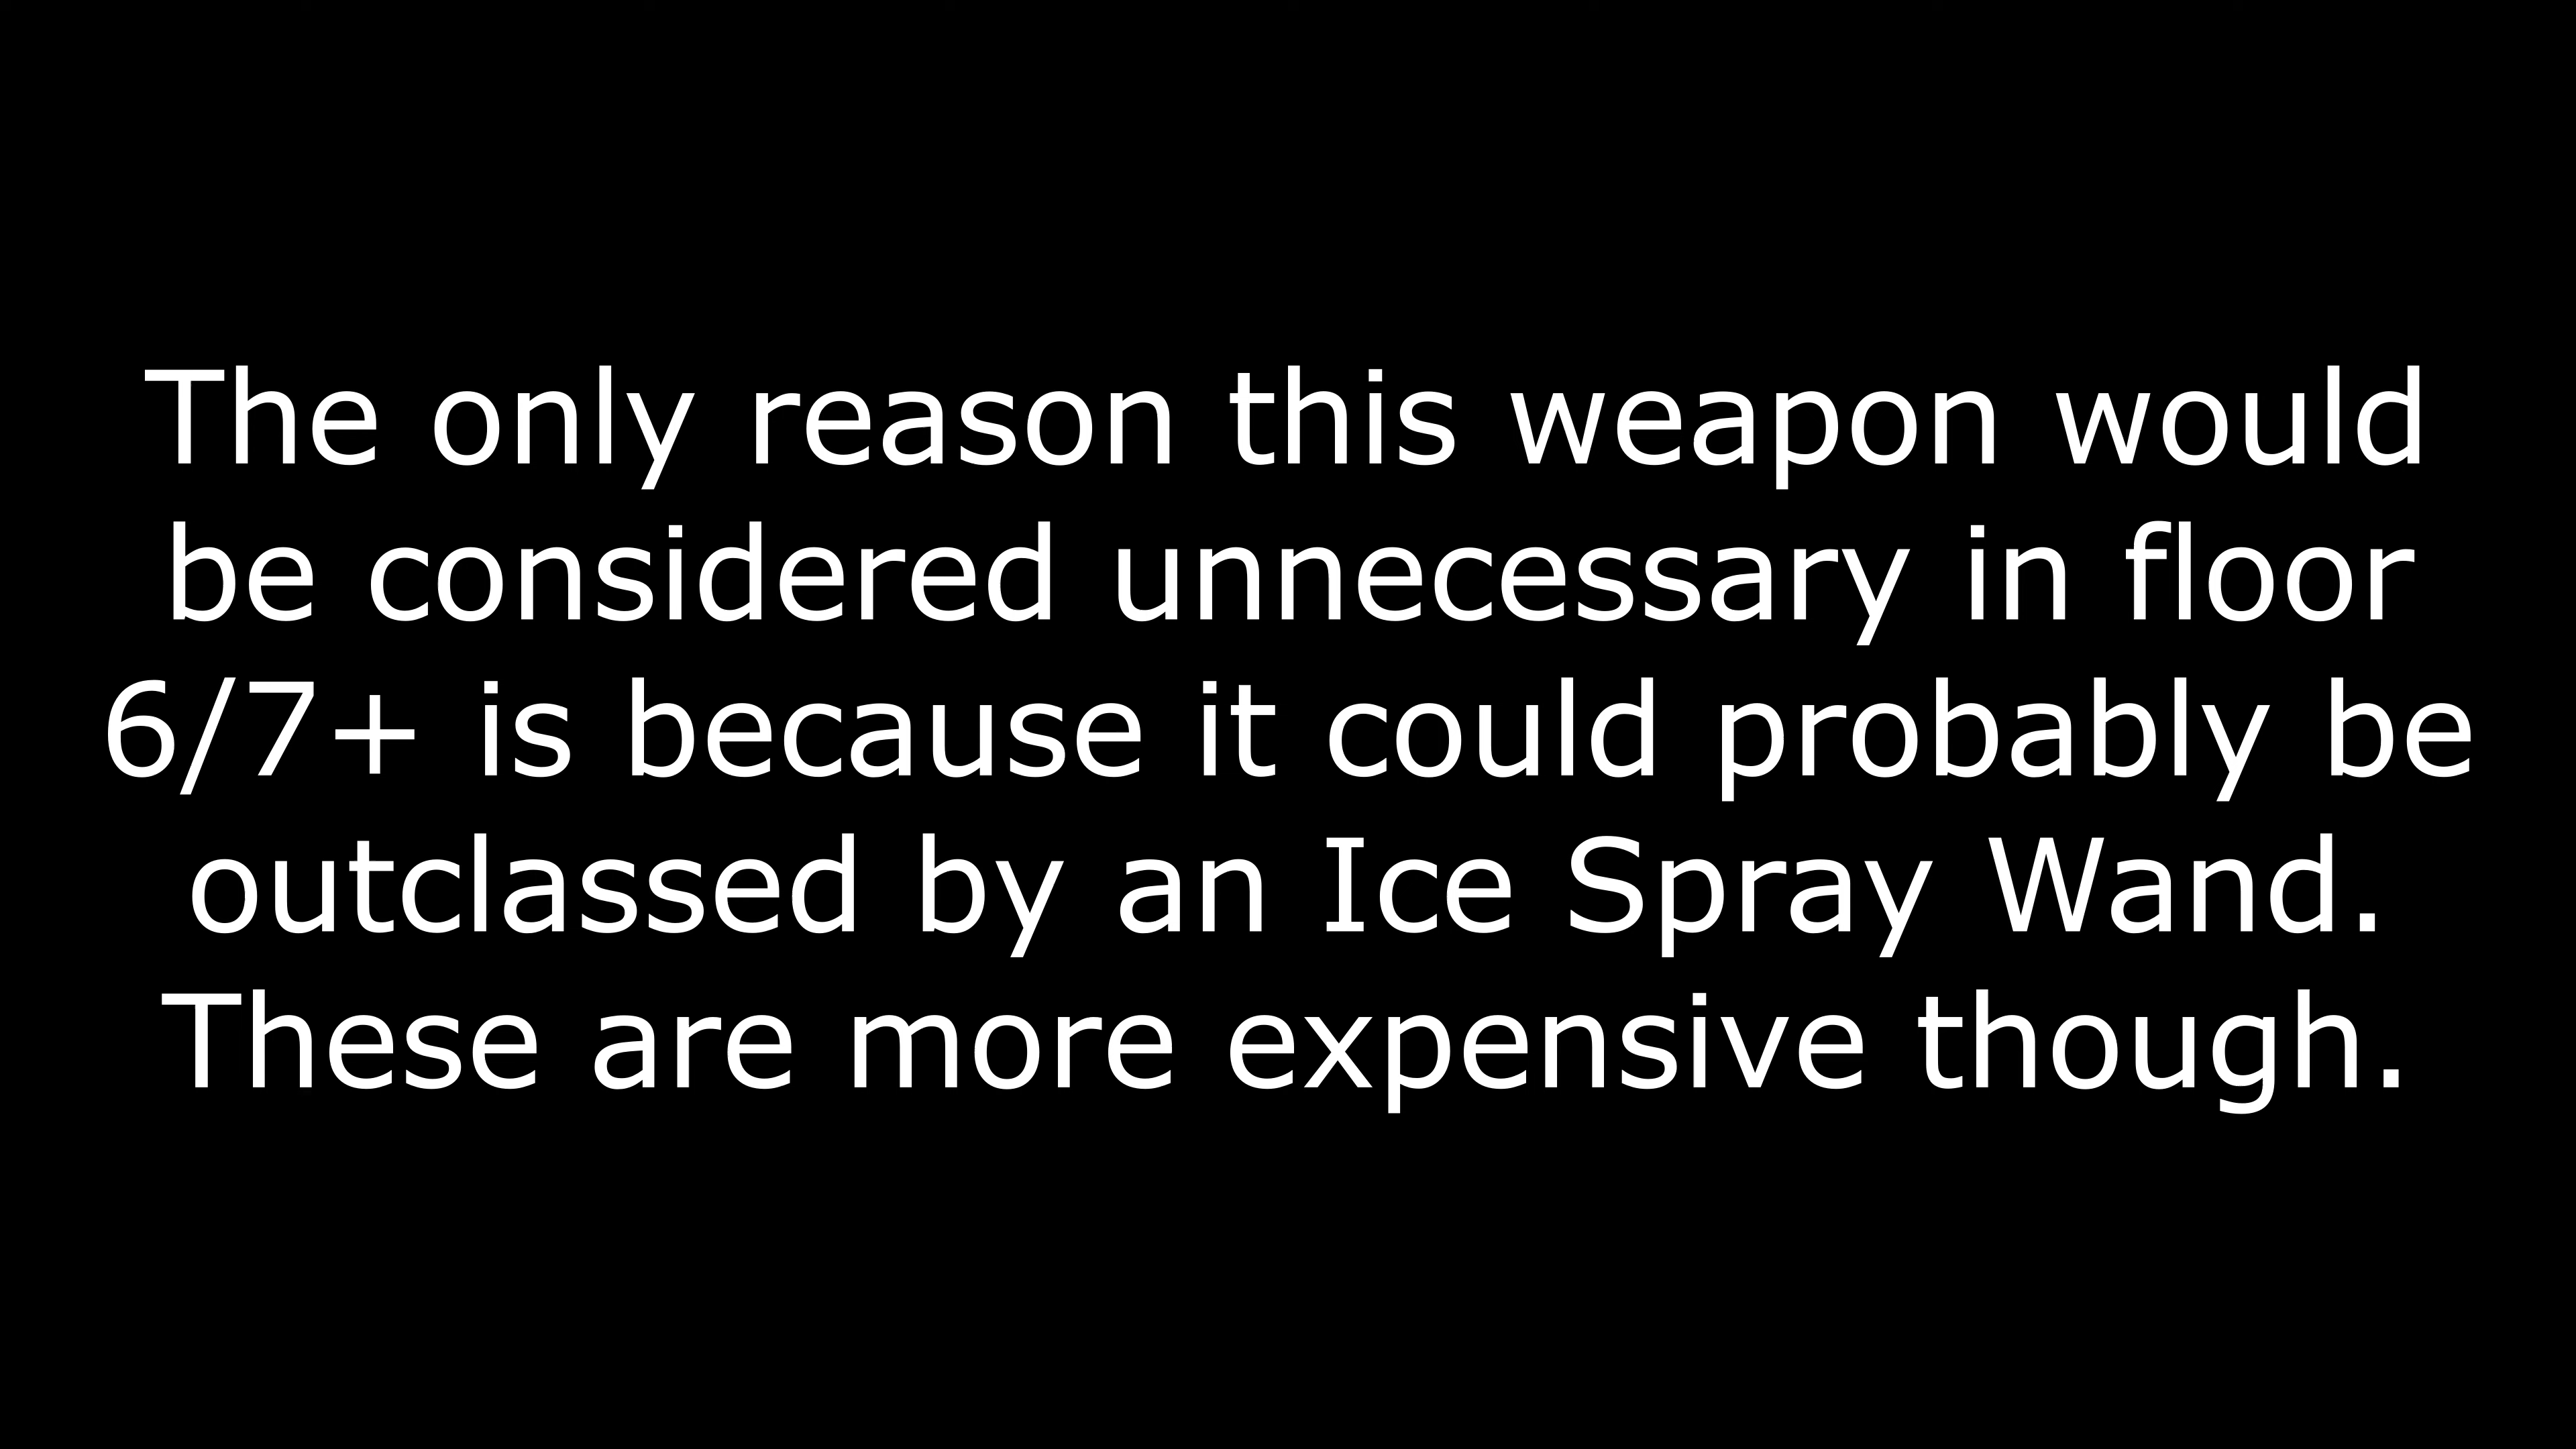 The only reason this weapon would
be considered unnecessary in floor
6/7+ is because it could probably be
outclassed by an Ice Spray Wand.
These are more expensive though.